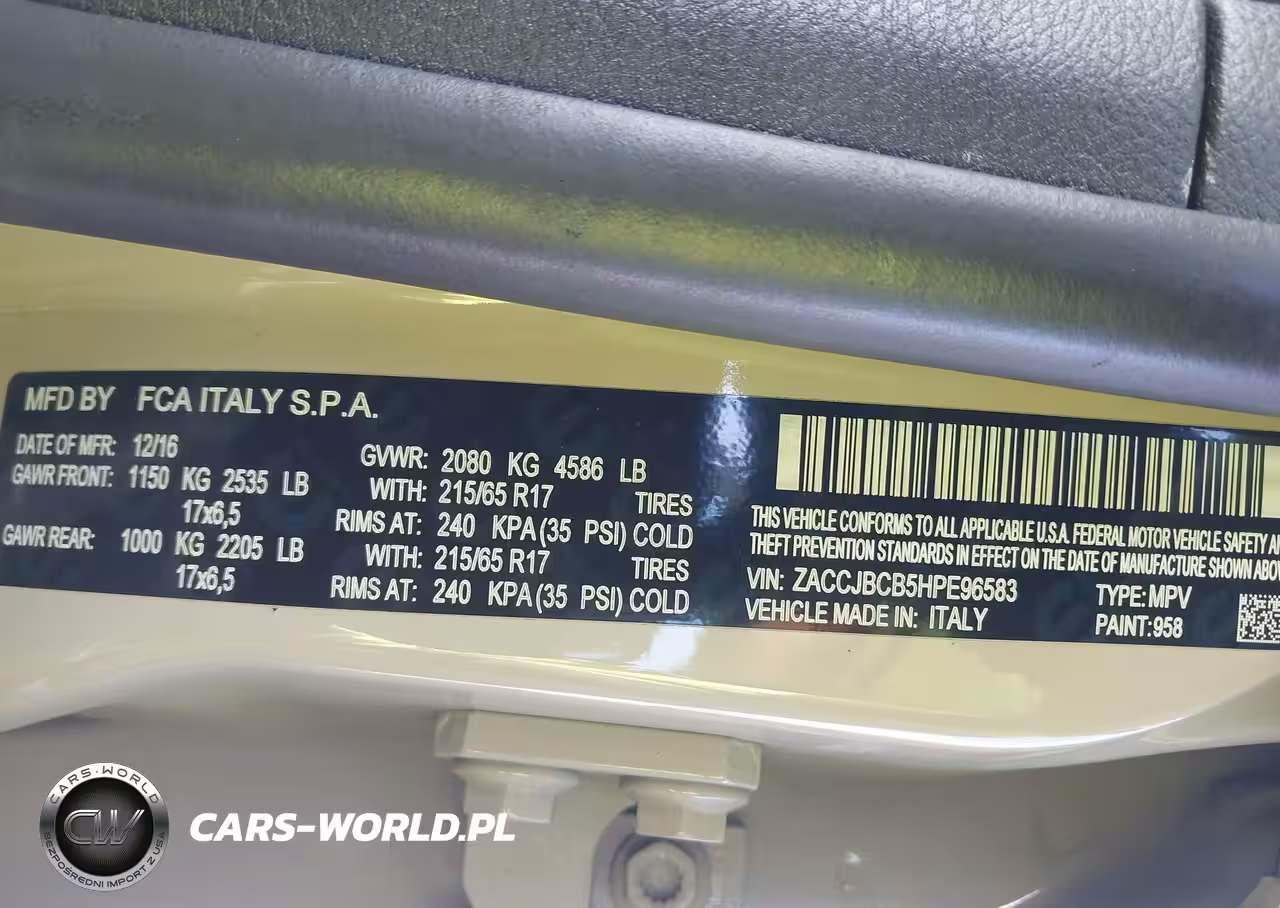 MFD BY FCA ITALY S.P.A.
DATE OF MFR: 12/16
GAWR FRONT: 1150 KG 2535 LB
17x6,5
GAWR REAR: 1000 KG 2205 LB
17x6,5
GVWR: 2080 KG 4586 LB
WITH: 215/65 R17 TIRES
RIMS AT: 240 KPA (35 PSI) COLD
WITH: 215/65 R17 TIRES
RIMS AT: 240 KPA (35 PSI) COLD
THIS VEHICLE CONFORMS TO ALL APPLICABLE U.S.A. FEDERAL MOTOR VEHICLE SAFETY
THEFT PREVENTION STANDARDS IN EFFECT ON THE DATE OF MANUFACTURE SHOWN
VIN: ZACCJBCB5HPE96583 TYPE: MPV
VEHICLE MADE IN: ITALY PAINT: 958
CARS-WORLD
CW
BEZPOŚREDNI IMPORT Z USA
CARS-WORLD.PL